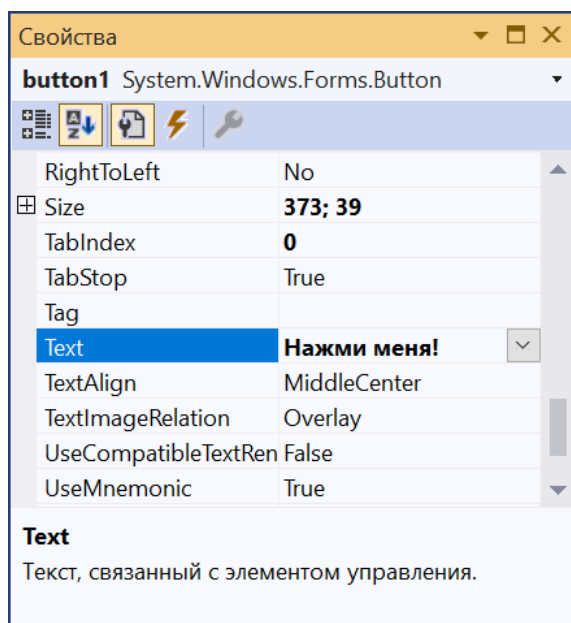 Свойства
button1 System.Windows.Forms.Button
RightToLeft No
Size 373; 39
TabIndex 0
TabStop True
Tag
Text Нажми меня!
TextAlign MiddleCenter
TextImageRelation Overlay
UseCompatibleTextRen False
UseMnemonic True
Text
Текст, связанный с элементом управления.